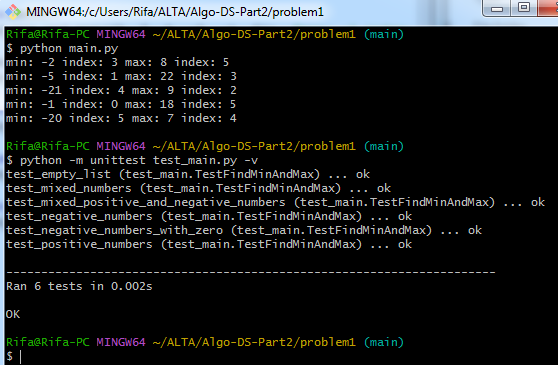 MINGW64:/c/Users/Rifa/ALTA/Algo-DS-Part2/problem1
Rifa@Rifa-PC MINGW64 ~/ALTA/Algo-DS-Part2/problem1 (main)
$ python main.py
min: -2 index: 3 max: 8 index: 5
min: -5 index: 1 max: 22 index: 3
min: -21 index: 4 max: 9 index: 2
min: -1 index: 0 max: 18 index: 5
min: -20 index: 5 max: 7 index: 4
Rifa@Rifa-PC MINGW64 ~/ALTA/Algo-DS-Part2/problem1 (main)
$ python -m unittest test_main.py -v
test_empty_list (test_main.TestFindMinAndMax) ... ok
test_mixed_numbers (test_main.TestFindMinAndMax) ... ok
test_mixed_positive_and_negative_numbers (test_main.TestFindMinAndMax) ... ok
test_negative_numbers (test_main.TestFindMinAndMax) ... ok
test_negative_numbers_with_zero (test_main.TestFindMinAndMax) ... ok
test_positive_numbers (test_main.TestFindMinAndMax) ... ok
----------------------------------------------------------------------
Ran 6 tests in 0.002s
OK
Rifa@Rifa-PC MINGW64 ~/ALTA/Algo-DS-Part2/problem1 (main)
$